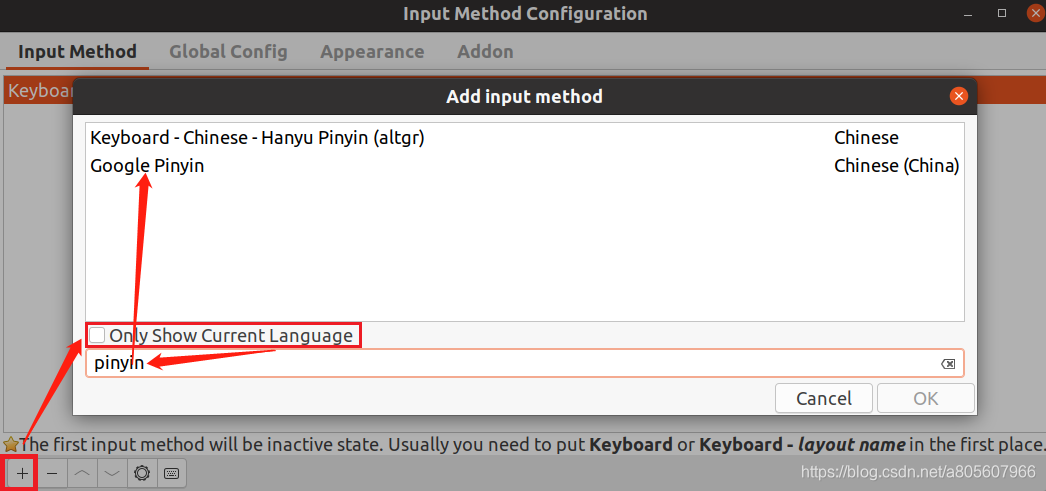 Input Method Configuration
Input Method Global Config Appearance Addon
Keyboa
Add input method
Keyboard - Chinese - Hanyu Pinyin (altgr) Chinese
Google Pinyin Chinese (China)
Only Show Current Language
pinyin
Cancel OK
The first input method will be inactive state. Usually you need to put Keyboard or Keyboard - layout name in the first place.
https://blog.csdn.net/a805607966